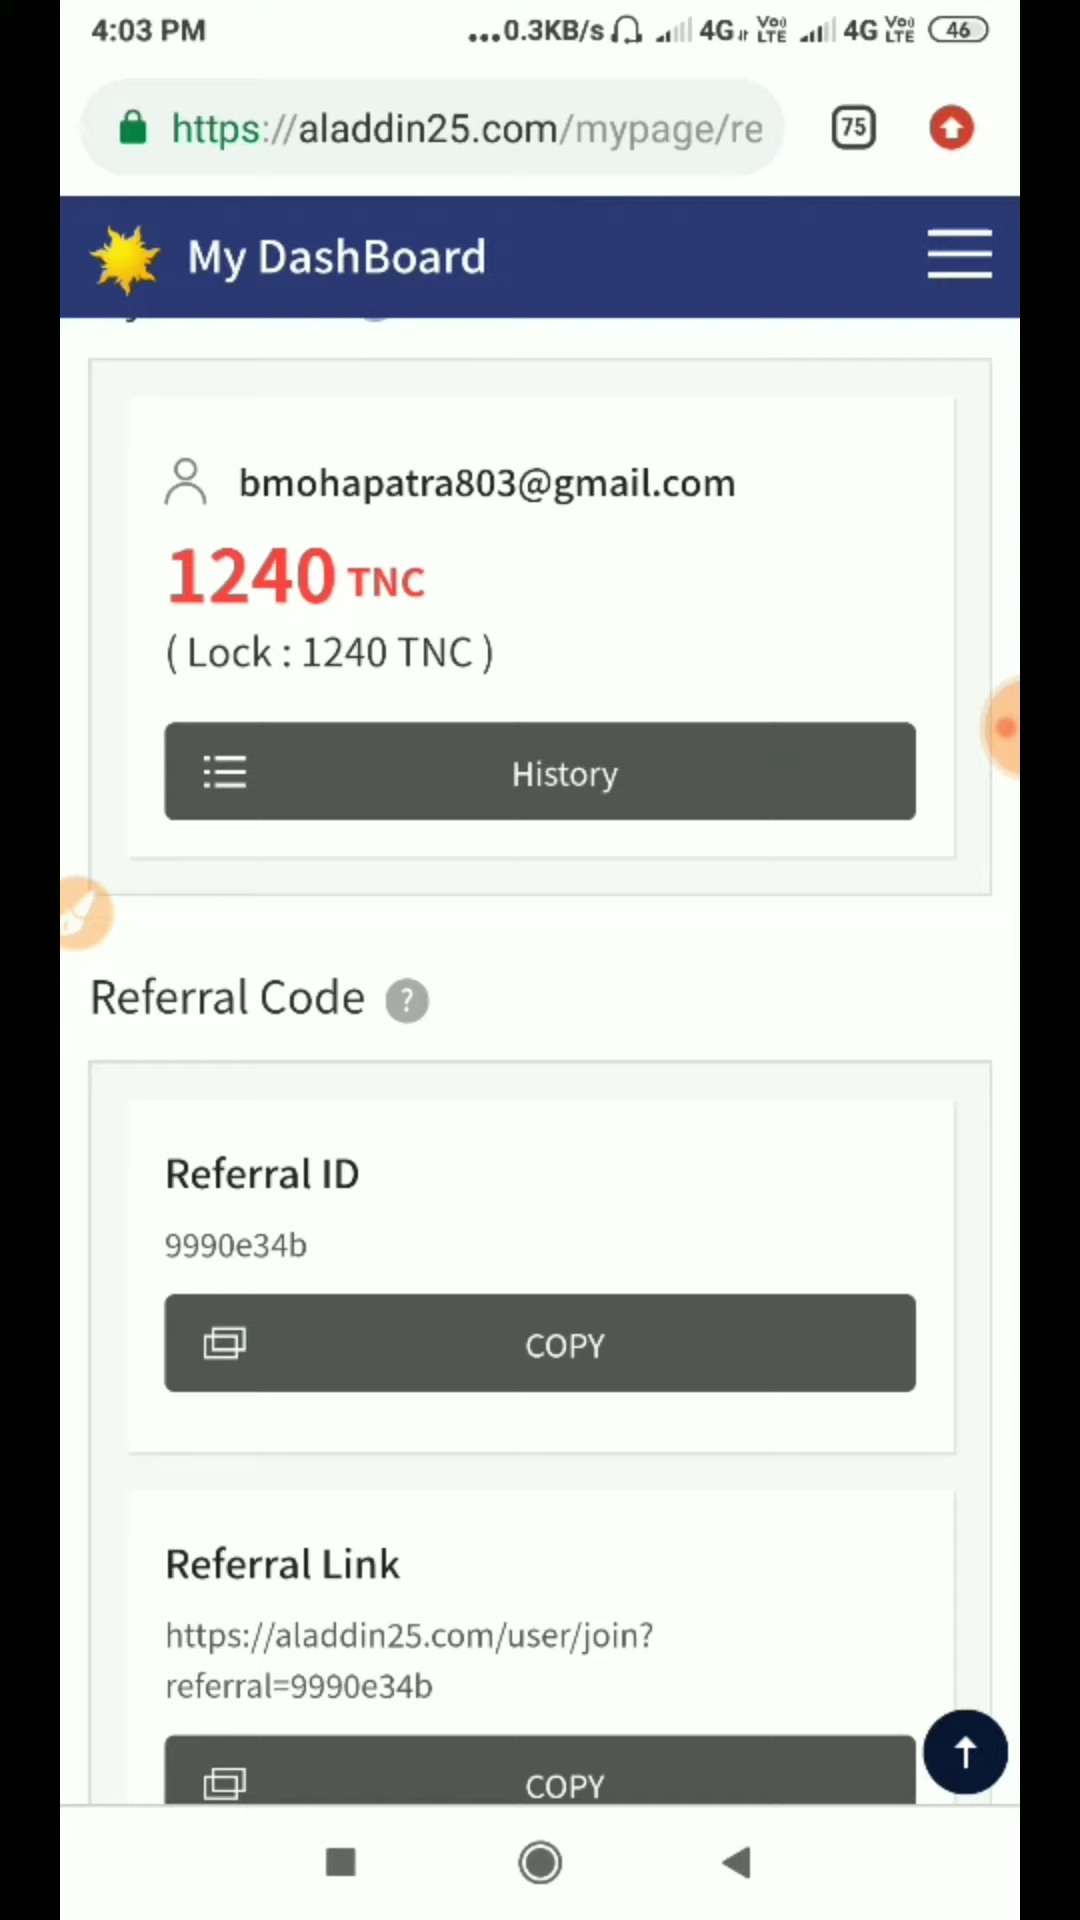 4:03 PM ...0.3KB/s 4G VoLTE 4G VoLTE 46
https://aladdin25.com/mypage/re 75
My DashBoard
bmohapatra803@gmail.com
1240 TNC
( Lock : 1240 TNC )
History
Referral Code ?
Referral ID
9990e34b
COPY
Referral Link
https://aladdin25.com/user/join?
referral=9990e34b
COPY